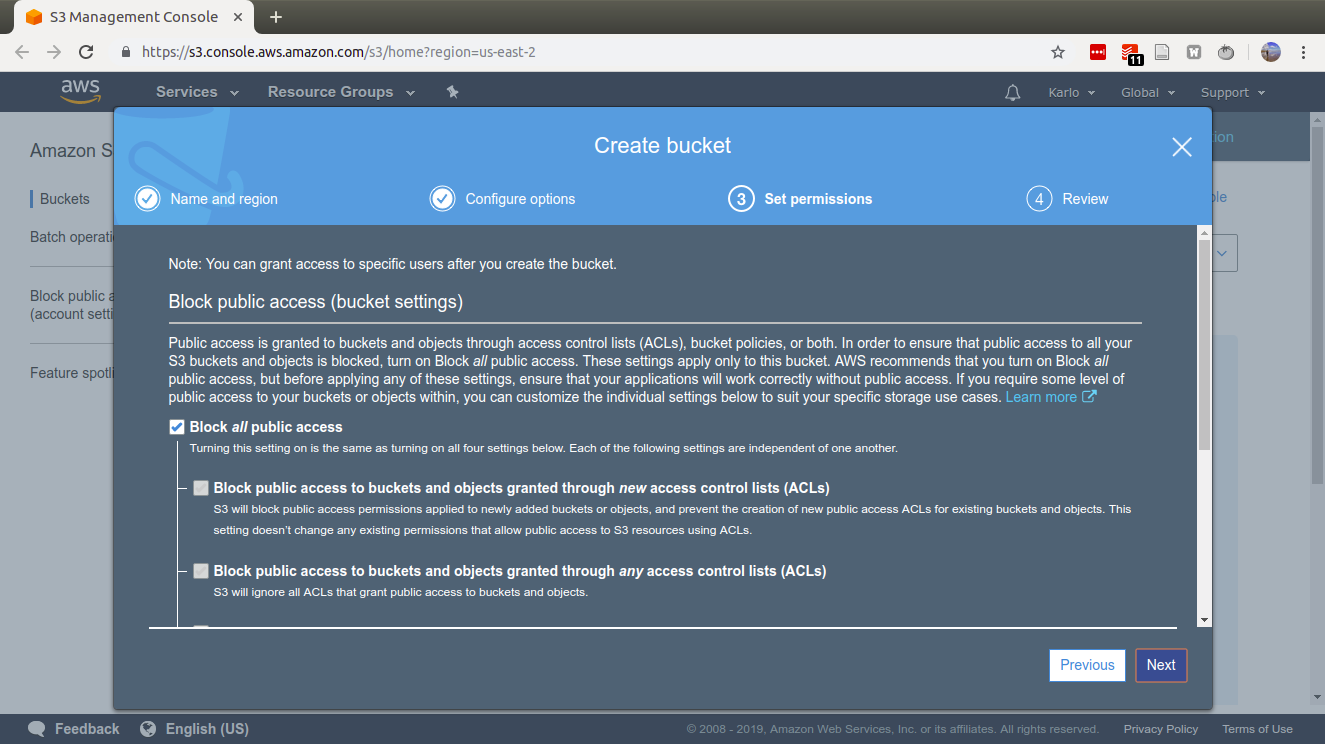 S3 Management Console
https://s3.console.aws.amazon.com/s3/home?region=us-east-2
11
W
aws
Services
Resource Groups
Karlo
Global
Support
Amazon S
Buckets
Batch operati
Block public a
(account setti
Feature spotli
Create bucket
Name and region
Configure options
3 Set permissions
4 Review
Note: You can grant access to specific users after you create the bucket.
Block public access (bucket settings)
Public access is granted to buckets and objects through access control lists (ACLs), bucket policies, or both. In order to ensure that public access to all your
S3 buckets and objects is blocked, turn on Block all public access. These settings apply only to this bucket. AWS recommends that you turn on Block all
public access, but before applying any of these settings, ensure that your applications will work correctly without public access. If you require some level of
public access to your buckets or objects within, you can customize the individual settings below to suit your specific storage use cases. Learn more
Block all public access
Turning this setting on is the same as turning on all four settings below. Each of the following settings are independent of one another.
Block public access to buckets and objects granted through new access control lists (ACLs)
S3 will block public access permissions applied to newly added buckets or objects, and prevent the creation of new public access ACLs for existing buckets and objects. This
setting doesn't change any existing permissions that allow public access to S3 resources using ACLs.
Block public access to buckets and objects granted through any access control lists (ACLs)
S3 will ignore all ACLs that grant public access to buckets and objects.
Previous
Next
tion
ole
Feedback
English (US)
© 2008 - 2019, Amazon Web Services, Inc. or its affiliates. All rights reserved.
Privacy Policy
Terms of Use